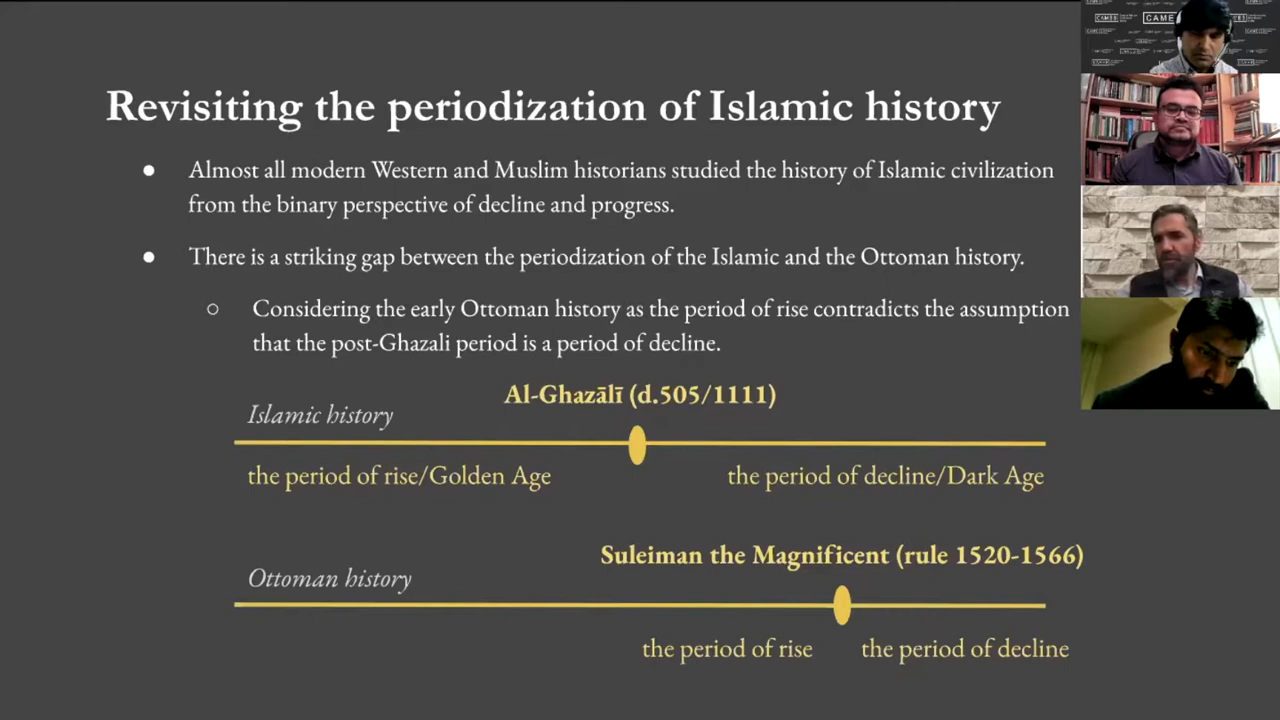 Revisiting the periodization of Islamic history
● Almost all modern Western and Muslim historians studied the history of Islamic civilization
from the binary perspective of decline and progress.
● There is a striking gap between the periodization of the Islamic and the Ottoman history.
○ Considering the early Ottoman history as the period of rise contradicts the assumption
that the post-Ghazali period is a period of decline.
Al-Ghazālī (d.505/1111)
Islamic history
the period of rise/Golden Age the period of decline/Dark Age
Suleiman the Magnificent (rule 1520-1566)
Ottoman history
the period of rise the period of decline
CAMES